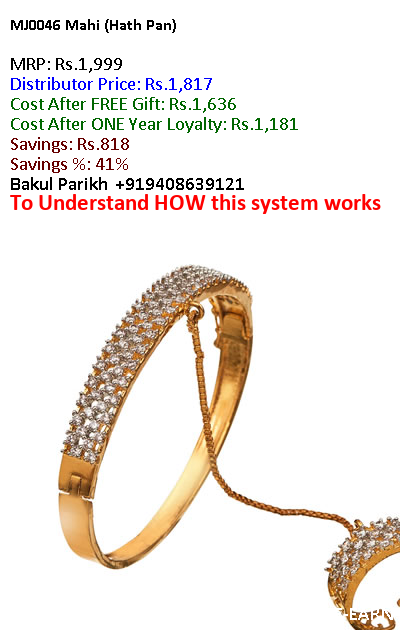 MJ0046 Mahi (Hath Pan)
MRP: Rs.1,999
Distributor Price: Rs.1,817
Cost After FREE Gift: Rs.1,636
Cost After ONE Year Loyalty: Rs.1,181
Savings: Rs.818
Savings %: 41%
Bakul Parikh +919408639121
To Understand HOW this system works